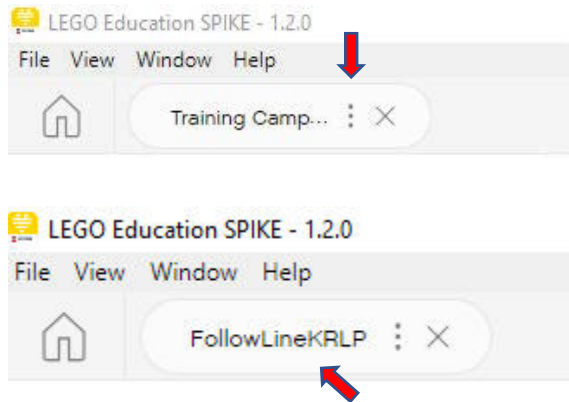 LEGO Education SPIKE - 1.2.0
File View Window Help
Training Camp...
LEGO Education SPIKE - 1.2.0
File View Window Help
FollowLineKRLP